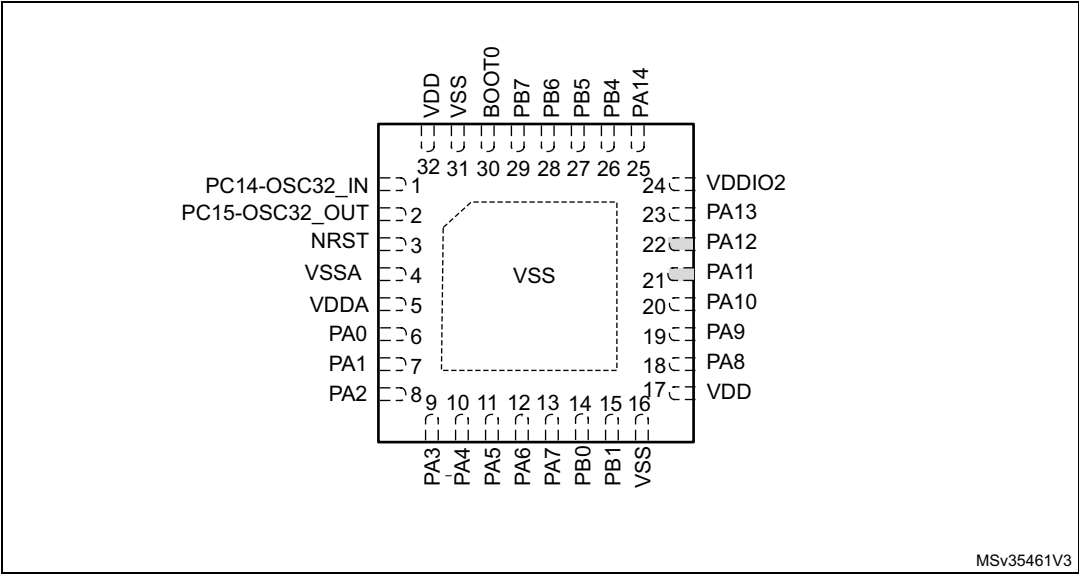 VDD
VSS
BOOT0
PB7
PB6
PB5
PB4
PA14
32 31 30 29 28 27 26 25
PC14-OSC32_IN 1
PC15-OSC32_OUT 2
NRST 3
VSSA 4
VDDA 5
PA0 6
PA1 7
PA2 8
VSS
24 VDDIO2
23 PA13
22 PA12
21 PA11
20 PA10
19 PA9
18 PA8
17 VDD
9 10 11 12 13 14 15 16
PA3
PA4
PA5
PA6
PA7
PB0
PB1
VSS
MSv35461V3